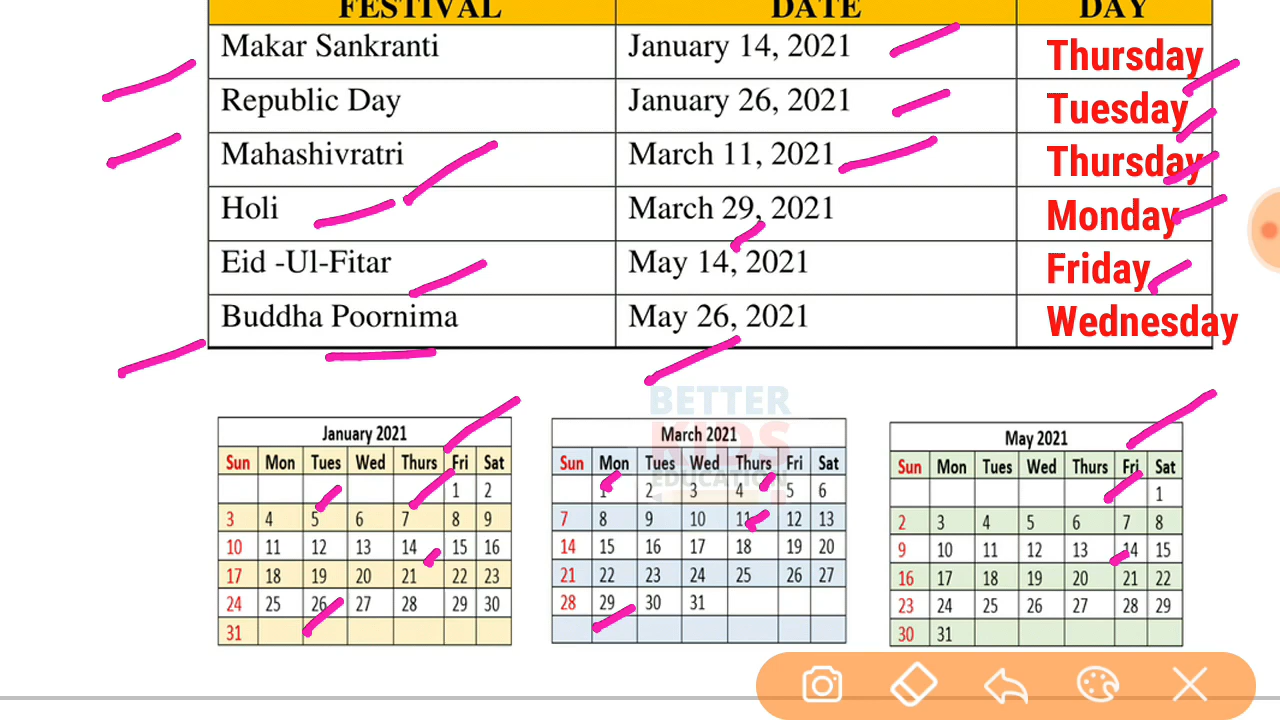 FESTIVAL DATE DAY
Makar Sankranti January 14, 2021 Thursday
Republic Day January 26, 2021 Tuesday
Mahashivratri March 11, 2021 Thursday
Holi March 29, 2021 Monday
Eid -Ul-Fitar May 14, 2021 Friday
Buddha Poornima May 26, 2021 Wednesday
BETTER
KIDS
EDUCATION
January 2021
Sun Mon Tues Wed Thurs Fri Sat
1 2
3 4 5 6 7 8 9
10 11 12 13 14 15 16
17 18 19 20 21 22 23
24 25 26 27 28 29 30
31
March 2021
Sun Mon Tues Wed Thurs Fri Sat
1 2 3 4 5 6
7 8 9 10 11 12 13
14 15 16 17 18 19 20
21 22 23 24 25 26 27
28 29 30 31
May 2021
Sun Mon Tues Wed Thurs Fri Sat
1
2 3 4 5 6 7 8
9 10 11 12 13 14 15
16 17 18 19 20 21 22
23 24 25 26 27 28 29
30 31